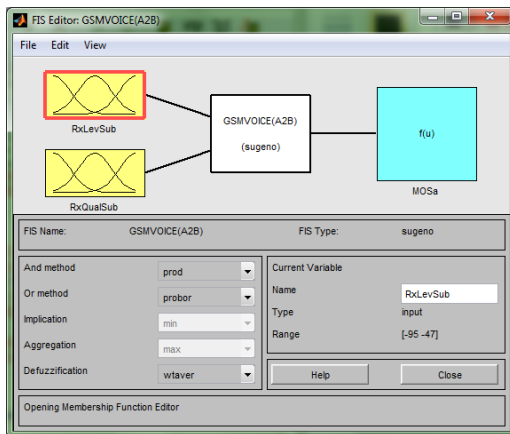 FIS Editor: GSMVOICE(A2B)
File Edit View
RxLevSub
RxQualSub
GSMVOICE(A2B)
(sugeno)
f(u)
MOSa
FIS Name: GSMVOICE(A2B) FIS Type: sugeno
And method prod
Or method probor
Implication min
Aggregation max
Defuzzification wtaver
Current Variable
Name RxLevSub
Type input
Range [-95 -47]
Help Close
Opening Membership Function Editor